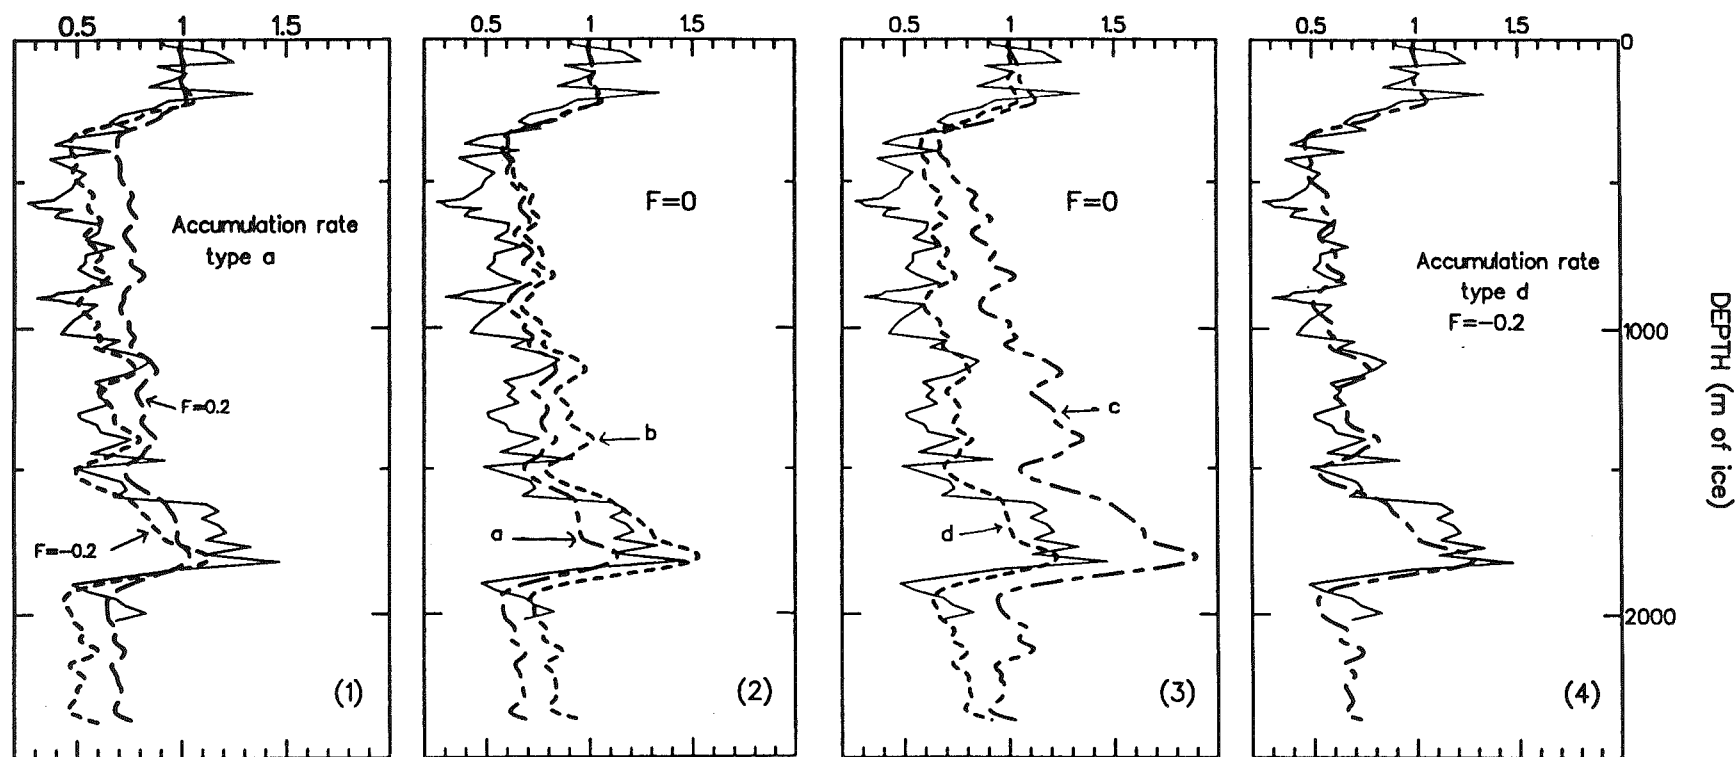 0.5 1 1.5 0.5 1 1.5 0.5 1 1.5 0.5 1 1.5
0
Accumulation rate
type a
F=0.2
F=-0.2
(1)
F=0
b
a
(2)
F=0
c
d
(3)
Accumulation rate
type d
F=-0.2
(4)
1000
2000
DEPTH (m of ice)